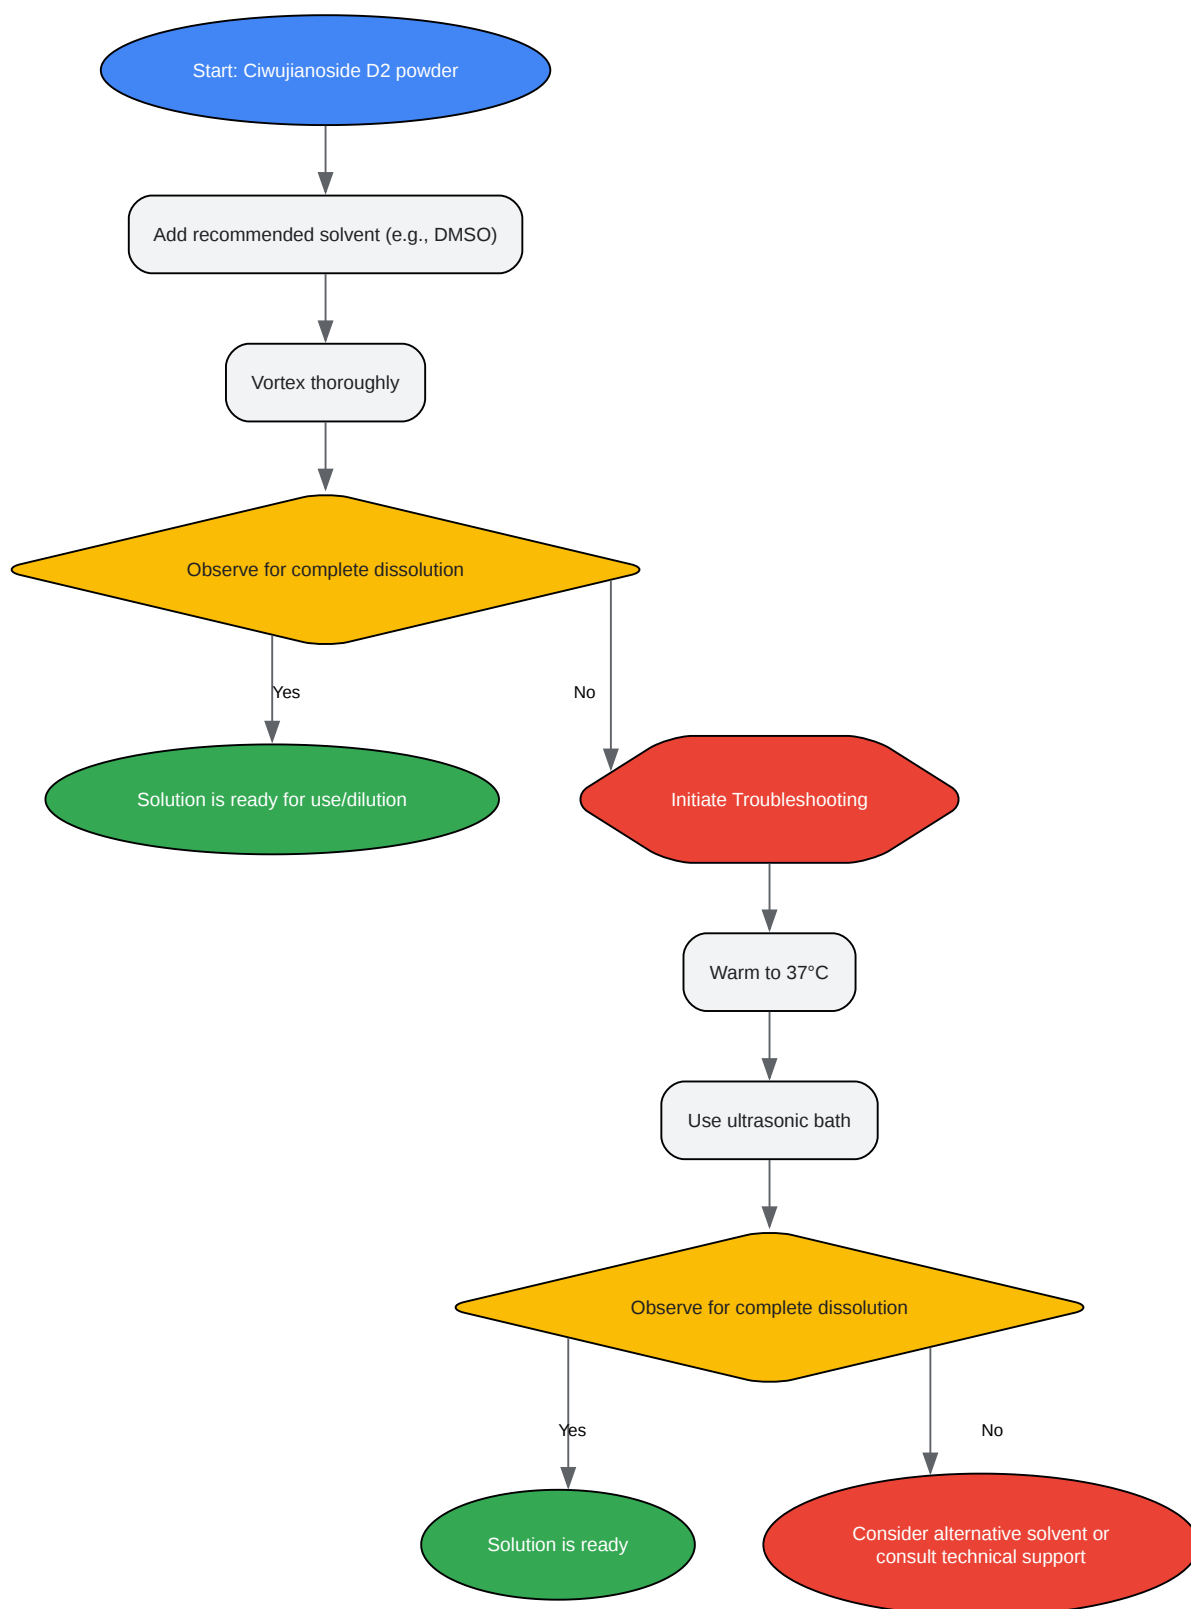 Start: Ciwujianoside D2 powder
Add recommended solvent (e.g., DMSO)
Vortex thoroughly
Observe for complete dissolution
Yes
No
Solution is ready for use/dilution
Initiate Troubleshooting
Warm to 37°C
Use ultrasonic bath
Observe for complete dissolution
Yes
No
Solution is ready
Consider alternative solvent or
consult technical support